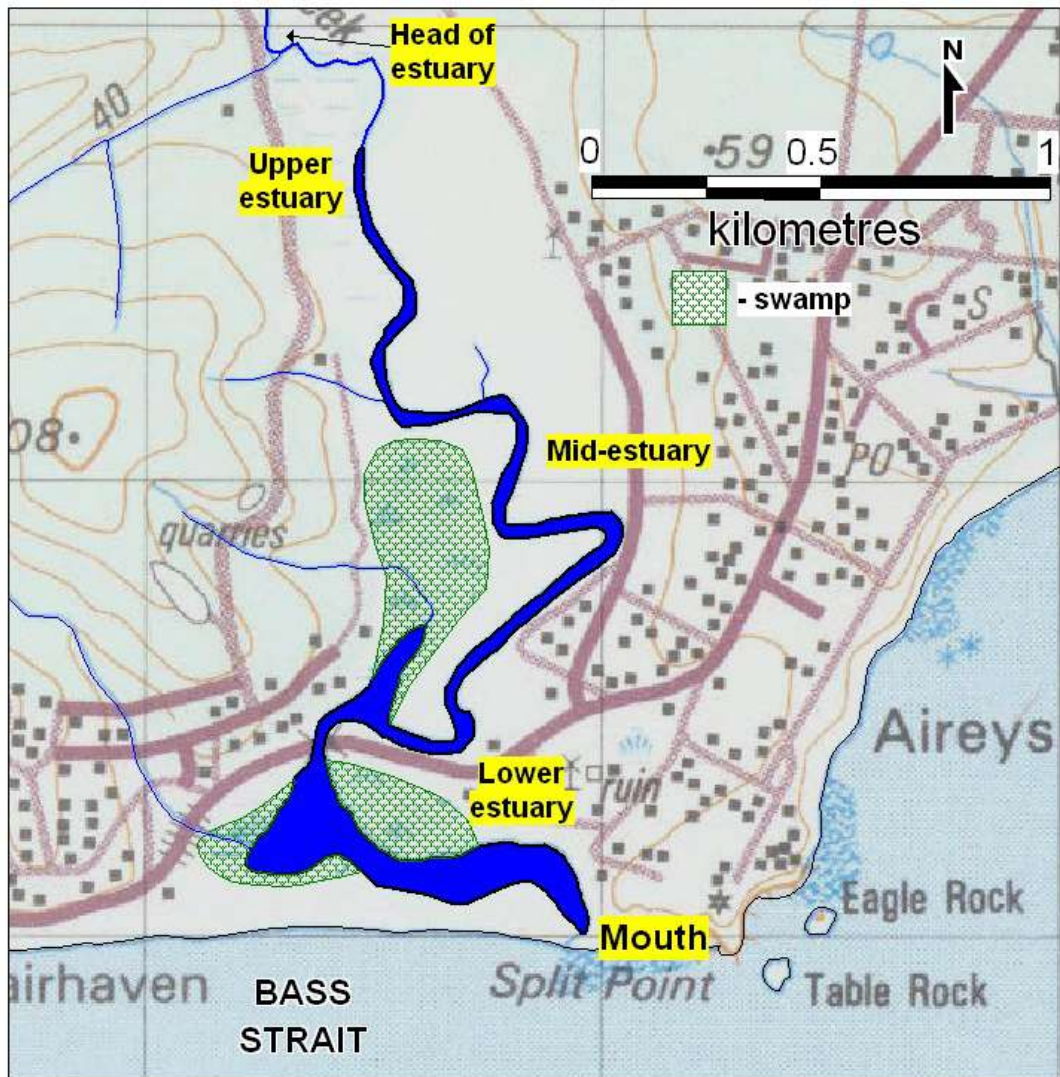 eek
Head of
estuary
N
40
59
0
0.5
1
kilometres
Upper
estuary
- swamp
S
08
Mid-estuary
PO
quarries
Aireys
Lower
estuary
ruin
Eagle Rock
Mouth
airhaven
BASS
STRAIT
Split Point
Table Rock